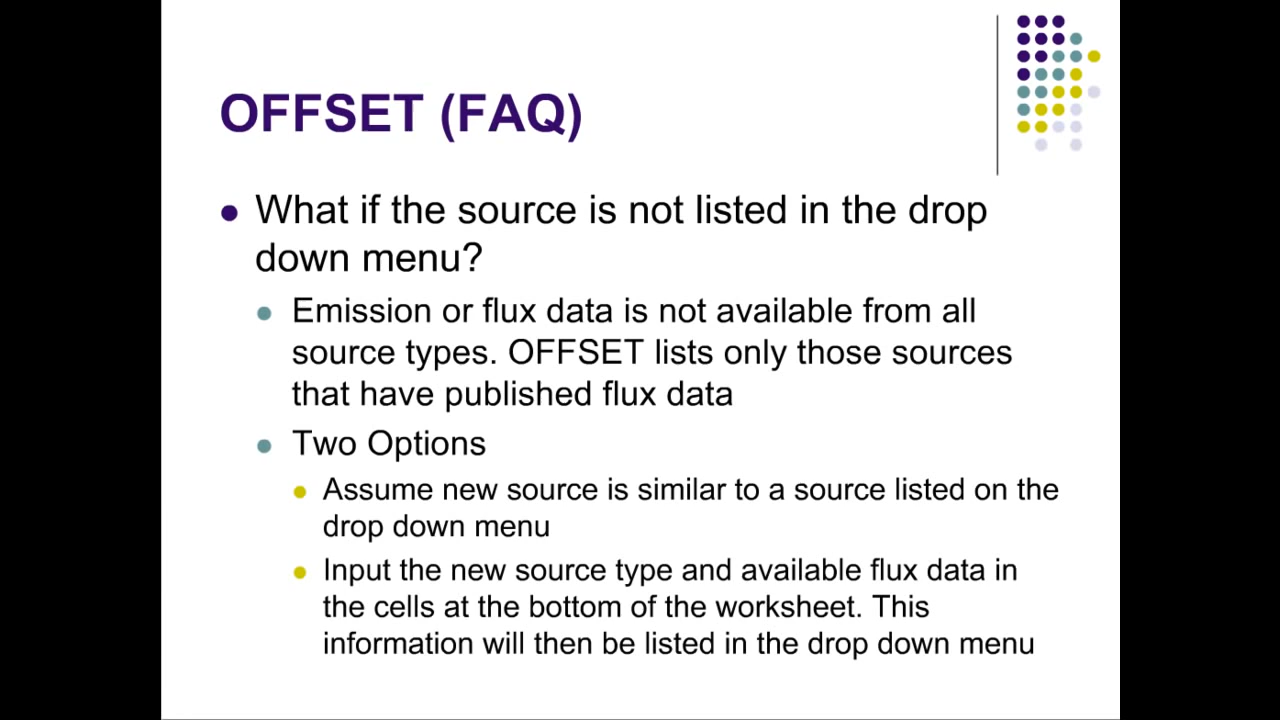 OFFSET (FAQ)
What if the source is not listed in the drop
down menu?
Emission or flux data is not available from all
source types. OFFSET lists only those sources
that have published flux data
Two Options
Assume new source is similar to a source listed on the
drop down menu
Input the new source type and available flux data in
the cells at the bottom of the worksheet. This
information will then be listed in the drop down menu